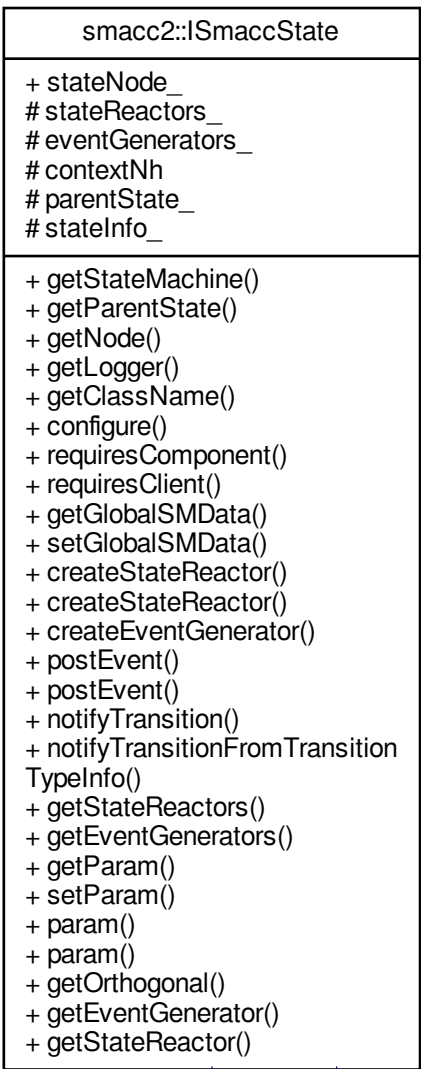 smacc2::ISmaccState
+ stateNode_
# stateReactors_
# eventGenerators_
# contextNh
# parentState_
# stateInfo_
+ getStateMachine()
+ getParentState()
+ getNode()
+ getLogger()
+ getClassName()
+ configure()
+ requiresComponent()
+ requiresClient()
+ getGlobalSMData()
+ setGlobalSMData()
+ createStateReactor()
+ createStateReactor()
+ createEventGenerator()
+ postEvent()
+ postEvent()
+ notifyTransition()
+ notifyTransitionFromTransition
TypeInfo()
+ getStateReactors()
+ getEventGenerators()
+ getParam()
+ setParam()
+ param()
+ param()
+ getOrthogonal()
+ getEventGenerator()
+ getStateReactor()